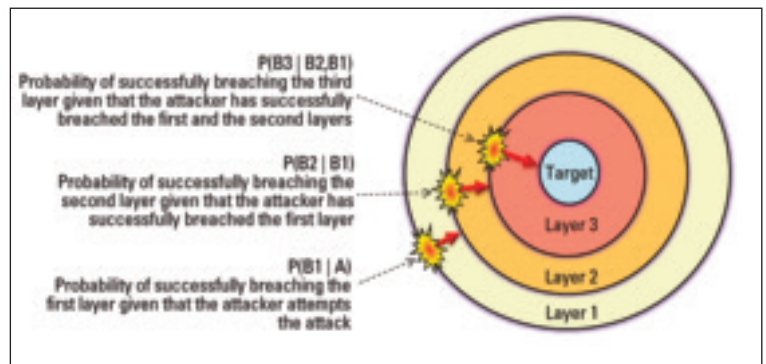 P(B3 | B2,B1)
Probability of successfully breaching the third
layer given that the attacker has successfully
breached the first and the second layers
P(B2 | B1)
Probability of successfully breaching the
second layer given that the attacker has
successfully breached the first layer
P(B1 | A)
Probability of successfully breaching the
first layer given that the attacker attempts
the attack
Target
Layer 3
Layer 2
Layer 1